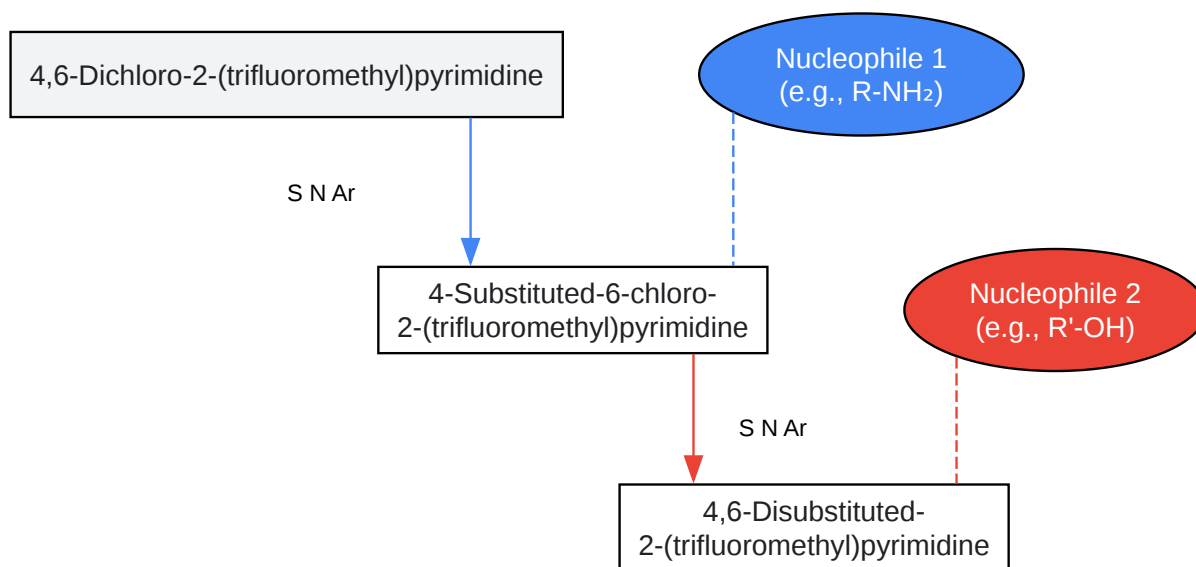 4,6-Dichloro-2-(trifluoromethyl)pyrimidine
Nucleophile 1
(e.g., R-NH₂)
S N Ar
4-Substituted-6-chloro-
2-(trifluoromethyl)pyrimidine
Nucleophile 2
(e.g., R'-OH)
S N Ar
4,6-Disubstituted-
2-(trifluoromethyl)pyrimidine